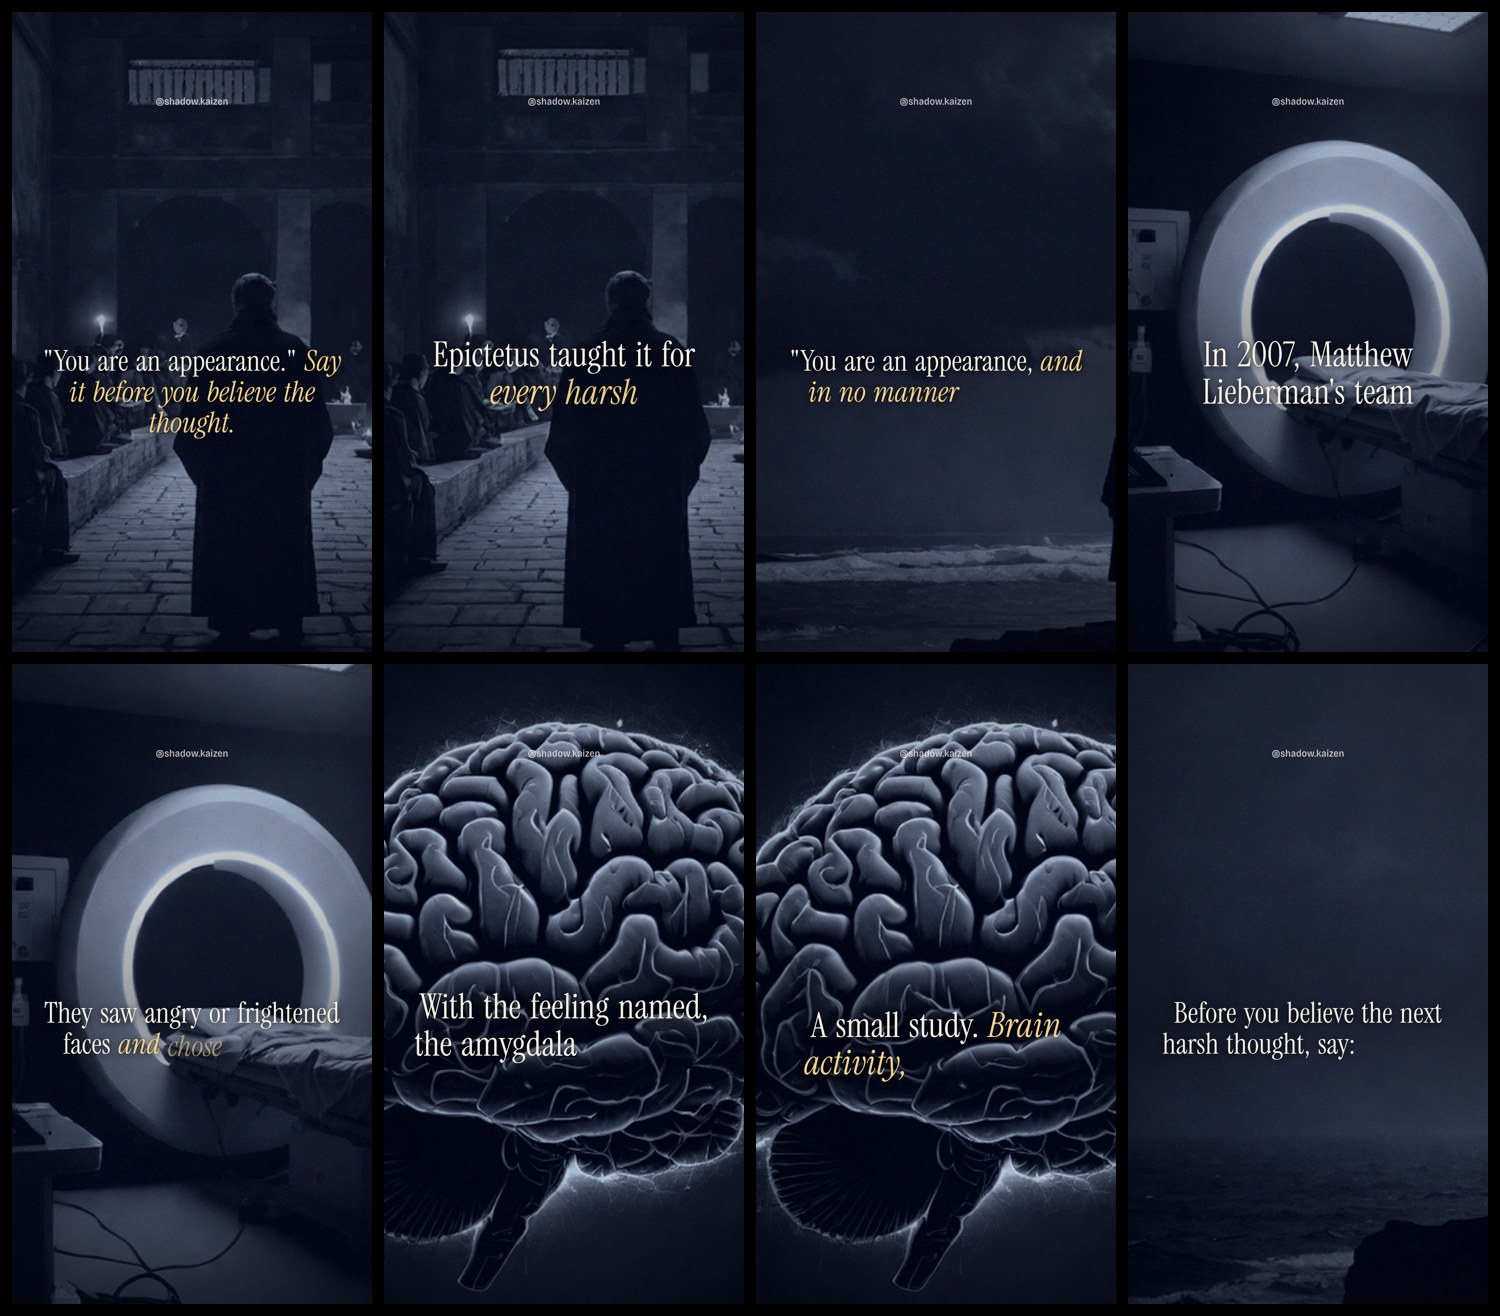 @shadow.kaizen
"You are an appearance." Say
it before you believe the
thought.
@shadow.kaizen
Epictetus taught it for
every harsh
@shadow.kaizen
"You are an appearance, and
in no manner
@shadow.kaizen
In 2007, Matthew
Lieberman's team
@shadow.kaizen
They saw angry or frightened
faces and chose
@shadow.kaizen
With the feeling named,
the amygdala
@shadow.kaizen
A small study. Brain
activity,
@shadow.kaizen
Before you believe the next
harsh thought, say: